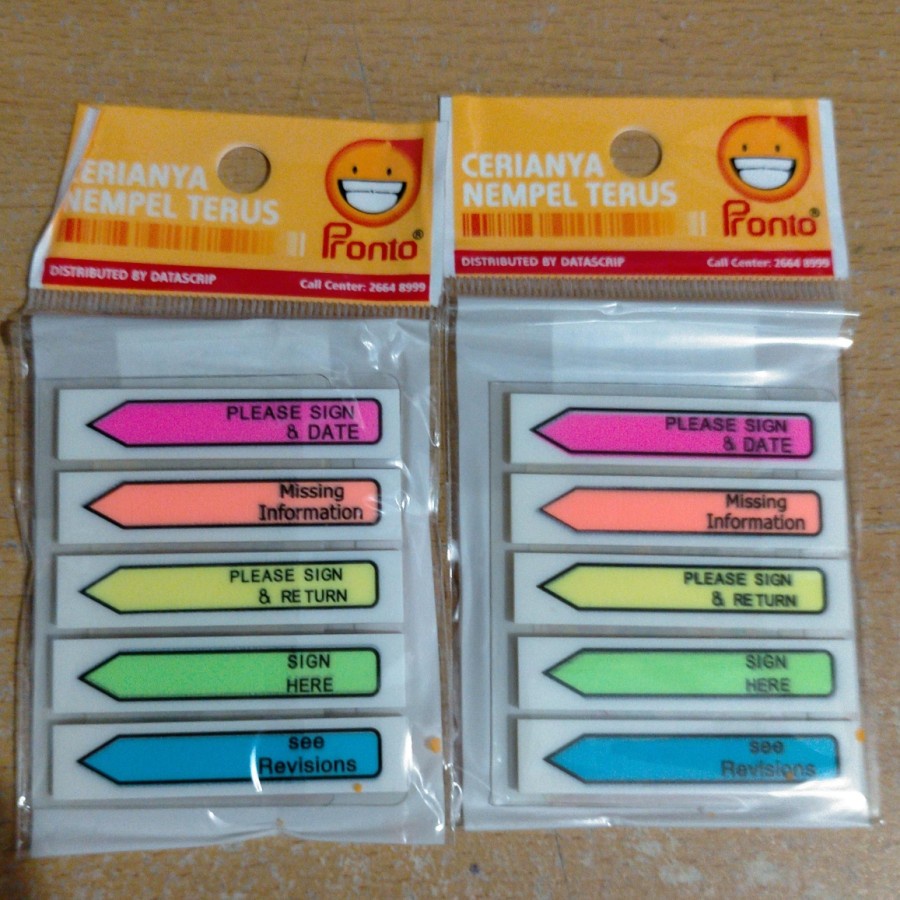 CERIANYA
NEMPEL TERUS
Pronto®
DISTRIBUTED BY DATASCRIP
Call Center: 2664 8999
PLEASE SIGN
& DATE
Missing
Information
PLEASE SIGN
& RETURN
SIGN
HERE
see
Revisions
CERIANYA
NEMPEL TERUS
Pronto®
DISTRIBUTED BY DATASCRIP
Call Center: 2664 8999
PLEASE SIGN
& DATE
Missing
Information
PLEASE SIGN
& RETURN
SIGN
HERE
see
Revisions